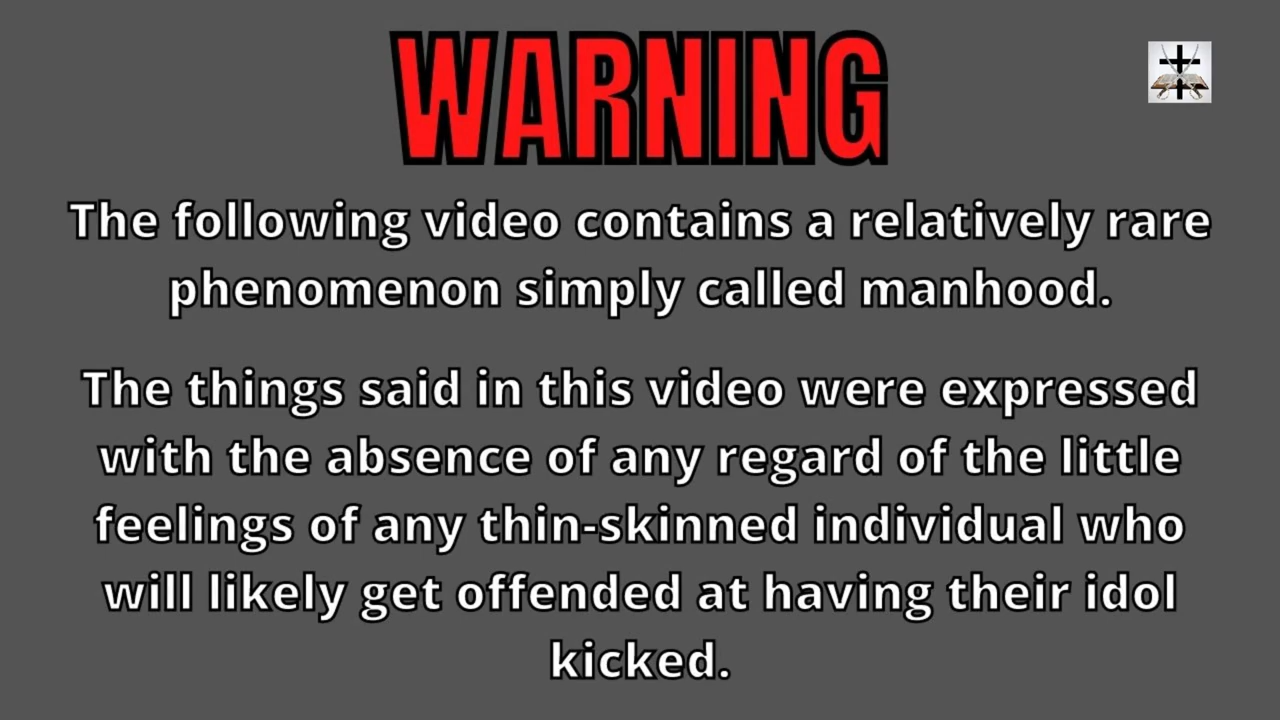 WARNING
The following video contains a relatively rare
phenomenon simply called manhood.
The things said in this video were expressed
with the absence of any regard of the little
feelings of any thin-skinned individual who
will likely get offended at having their idol
kicked.